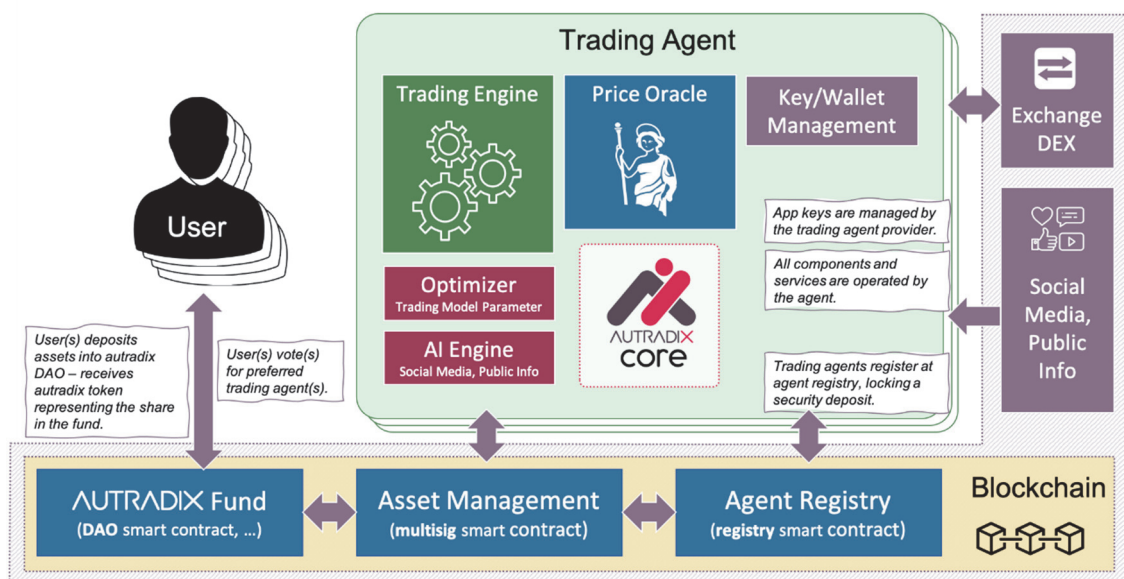 Trading Agent
Trading Engine
Price Oracle
Key/Wallet
Management
Exchange
DEX
User
App keys are managed by
the trading agent provider.
All components and
services are operated by
the agent.
Social
Media,
Public
Info
Optimizer
Trading Model Parameter
AI Engine
Social Media, Public Info
AUTRADIX
core
Trading agents register at
agent registry, locking a
security deposit.
User(s) deposits
assets into autradix
DAO – receives
autradix token
representing the share
in the fund.
User(s) vote(s)
for preferred
trading agent(s).
AUTRADIX Fund
(DAO smart contract, ...)
Asset Management
(multisig smart contract)
Agent Registry
(registry smart contract)
Blockchain